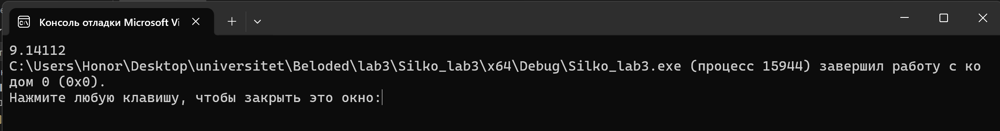 Консоль отладки Microsoft Vi
9.14112
C:\Users\Honor\Desktop\universitet\Beloded\lab3\Silko_lab3\x64\Debug\Silko_lab3.exe (процесс 15944) завершил работу с ко
дом 0 (0x0).
Нажмите любую клавишу, чтобы закрыть это окно: